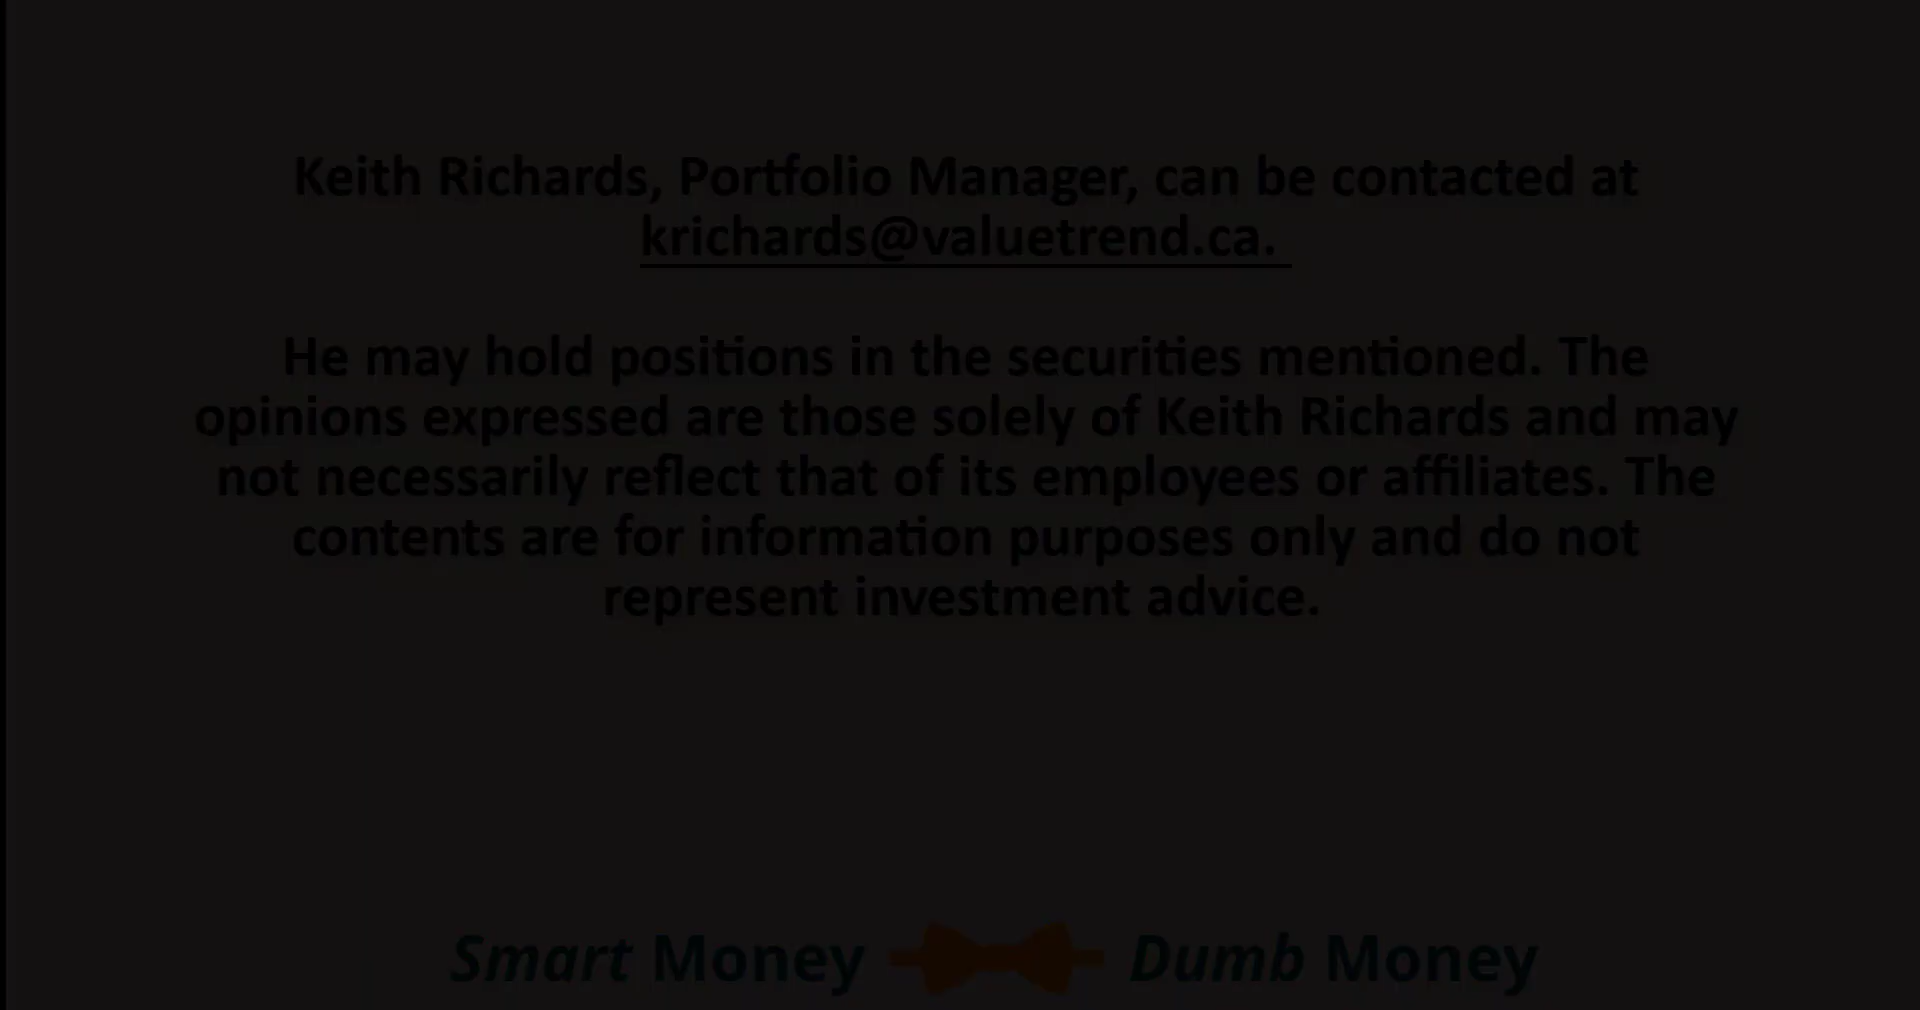 Keith Richards, Portfolio Manager, can be contacted at
krichards@valuetrend.ca.
He may hold positions in the securities mentioned. The
opinions expressed are those solely of Keith Richards and may
not necessarily reflect that of its employees or affiliates. The
contents are for information purposes only and do not
represent investment advice.
Smart Money Dumb Money